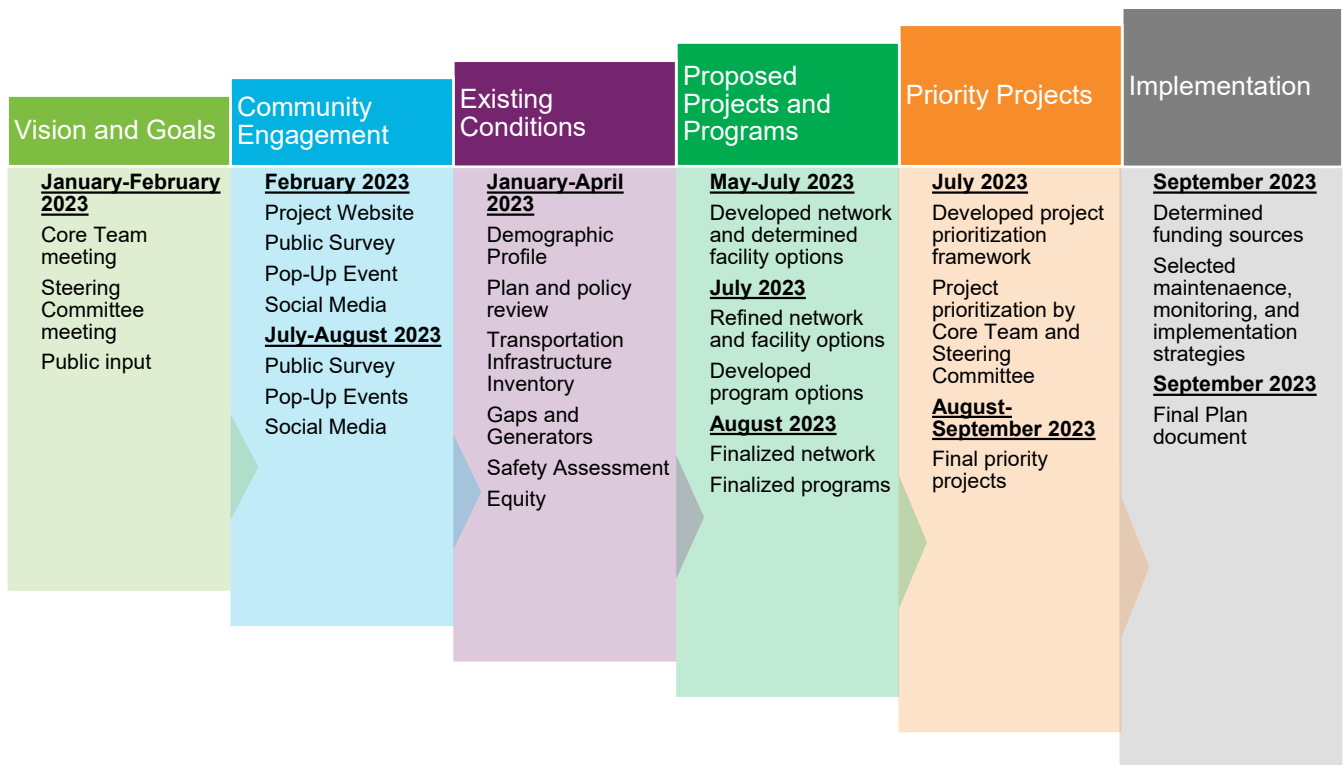 Vision and Goals
January-February
2023
Core Team
meeting
Steering
Committee
meeting
Public input
Community
Engagement
February 2023
Project Website
Public Survey
Pop-Up Event
Social Media
July-August 2023
Public Survey
Pop-Up Events
Social Media
Existing
Conditions
January-April
2023
Demographic
Profile
Plan and policy
review
Transportation
Infrastructure
Inventory
Gaps and
Generators
Safety Assessment
Equity
Proposed
Projects and
Programs
May-July 2023
Developed network
and determined
facility options
July 2023
Refined network
and facility options
Developed
program options
August 2023
Finalized network
Finalized programs
Priority Projects
July 2023
Developed project
prioritization
framework
Project
prioritization by
Core Team and
Steering
Committee
August-
September 2023
Final priority
projects
Implementation
September 2023
Determined
funding sources
Selected
maintenaence,
monitoring, and
implementation
strategies
September 2023
Final Plan
document